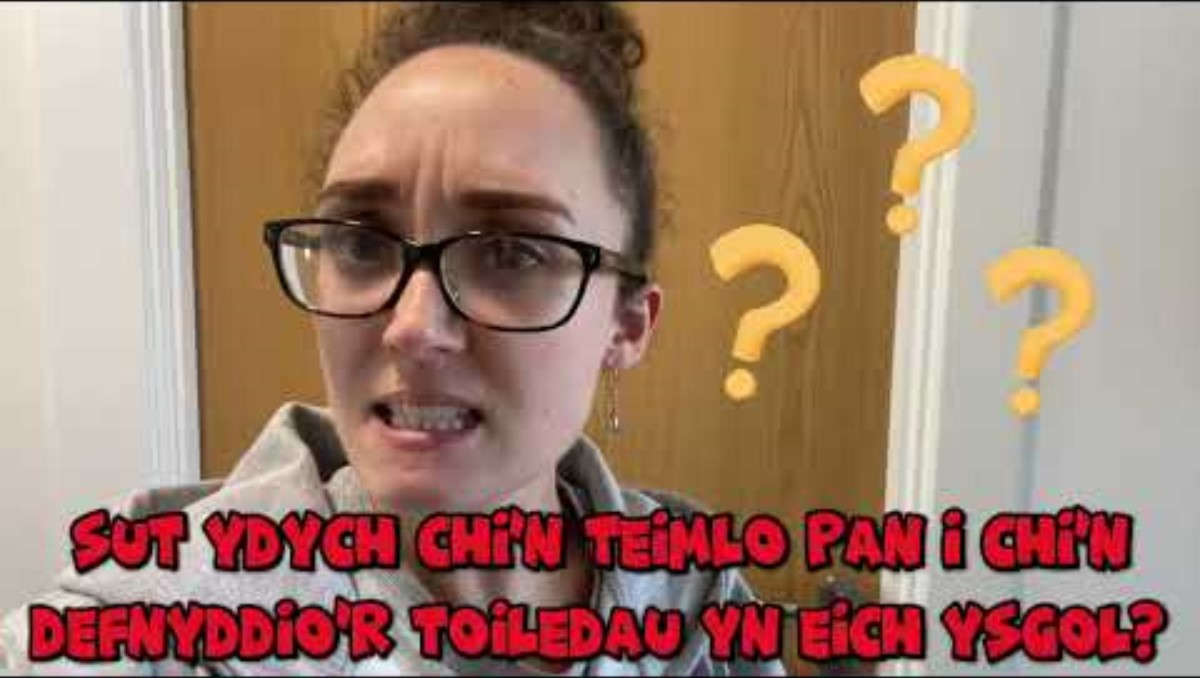 SUT YDYCH CHI'N TEIMLO PAN I CHI'N
DEFNYDDIO'R TOILEDAU YN EICH YSGOL?